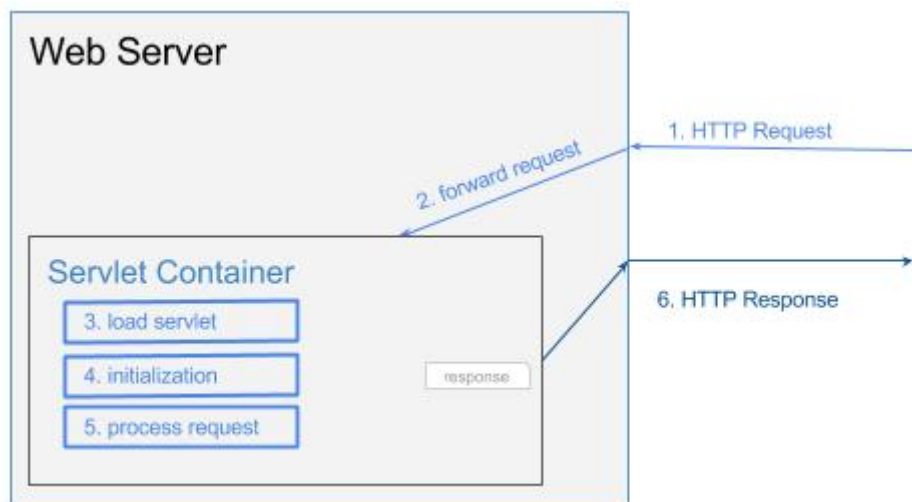 Web Server
1. HTTP Request
2. forward request
Servlet Container
6. HTTP Response
3. load servlet
4. initialization
response
5. process request